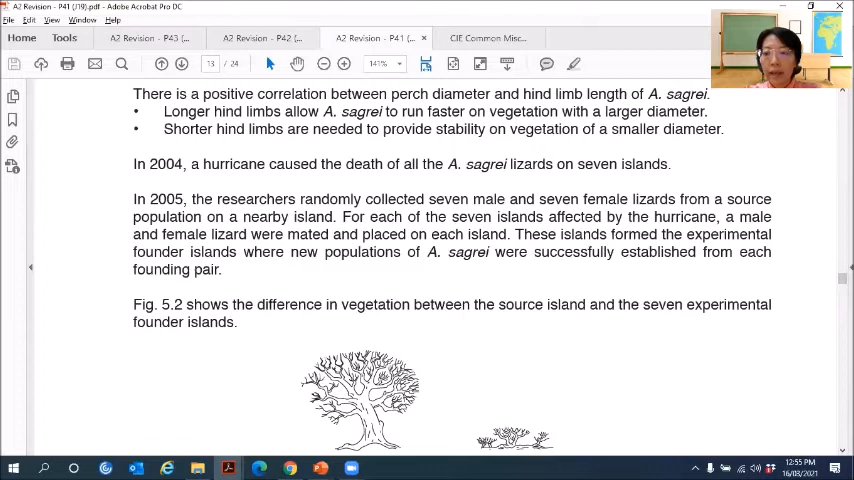 A2 Revision - P41 (J19).pdf - Adobe Acrobat Pro DC
File Edit View Window Help
Home Tools A2 Revision - P43 (... A2 Revision - P42 (... A2 Revision - P41 (... × CIE Common Misc...
13 / 24 141%
There is a positive correlation between perch diameter and hind limb length of A. sagrei.
• Longer hind limbs allow A. sagrei to run faster on vegetation with a larger diameter.
• Shorter hind limbs are needed to provide stability on vegetation of a smaller diameter.
In 2004, a hurricane caused the death of all the A. sagrei lizards on seven islands.
In 2005, the researchers randomly collected seven male and seven female lizards from a source
population on a nearby island. For each of the seven islands affected by the hurricane, a male
and female lizard were mated and placed on each island. These islands formed the experimental
founder islands where new populations of A. sagrei were successfully established from each
founding pair.
Fig. 5.2 shows the difference in vegetation between the source island and the seven experimental
founder islands.
12:55 PM
16/08/2021